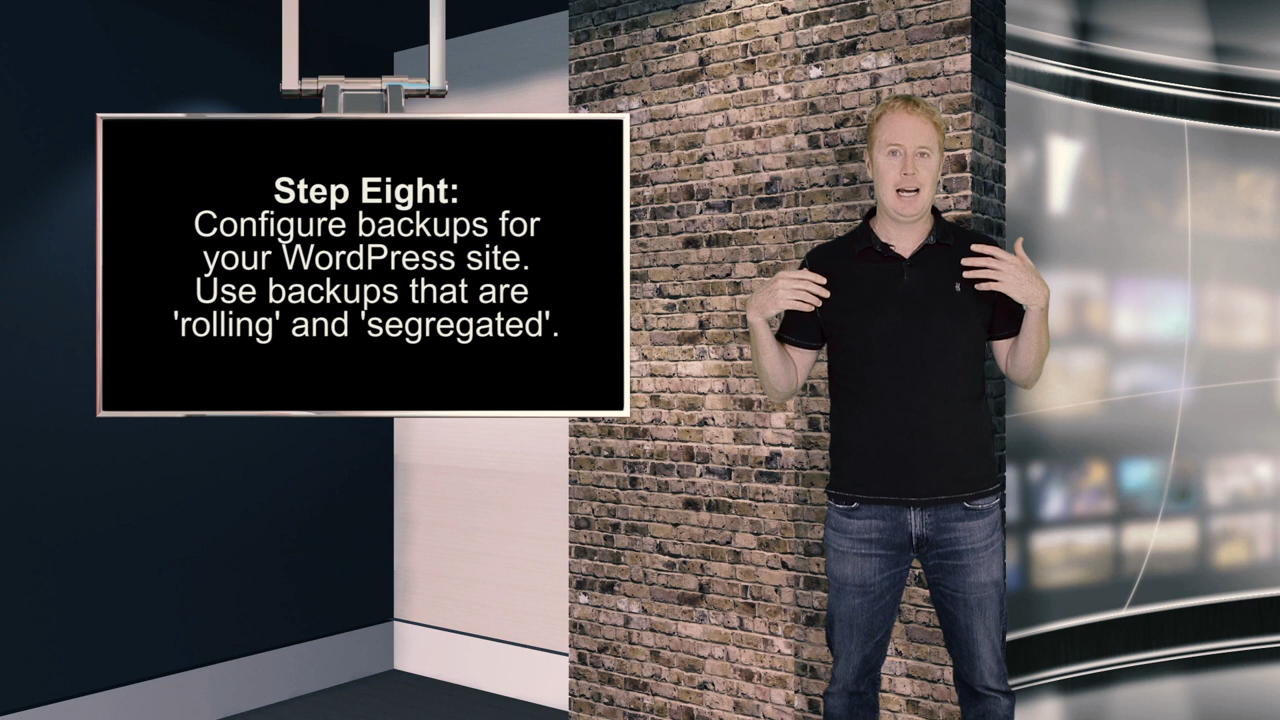 Step Eight:
Configure backups for
your WordPress site.
Use backups that are
'rolling' and 'segregated'.